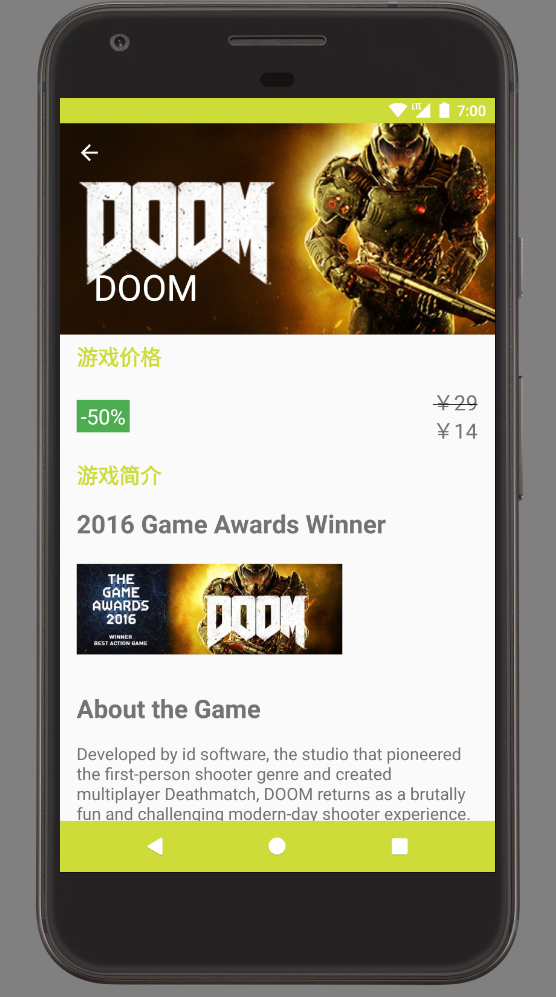 LTE 7:00
DOOM
DOOM
游戏价格
-50%
￥29
￥14
游戏简介
2016 Game Awards Winner
THE
GAME
AWARDS
2016
WINNER
BEST ACTION GAME
DOOM
About the Game
Developed by id software, the studio that pioneered
the first-person shooter genre and created
multiplayer Deathmatch, DOOM returns as a brutally
fun and challenging modern-day shooter experience.